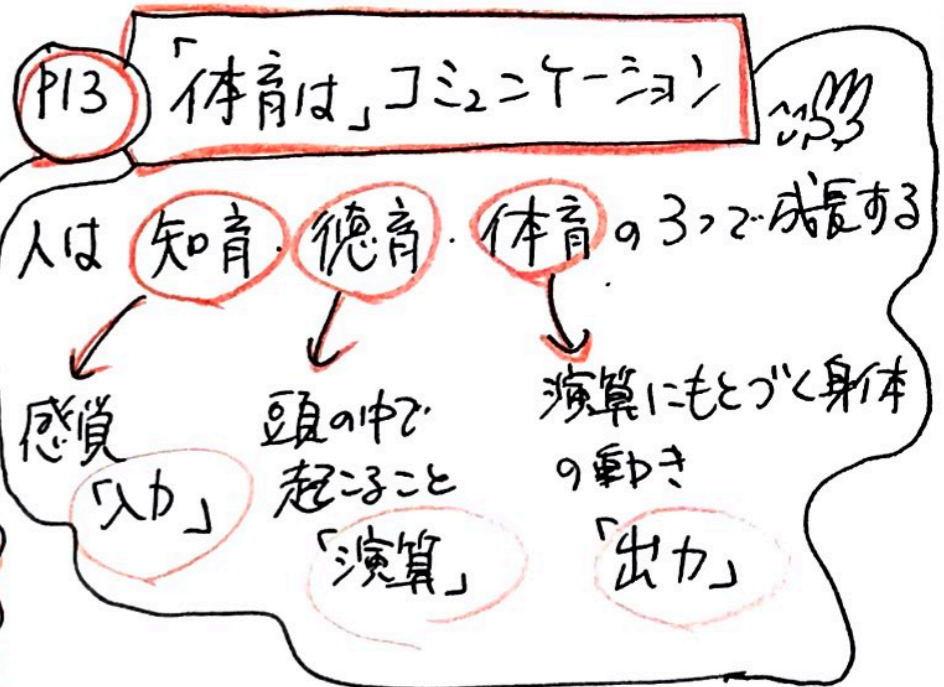 P13
「体育は」コミュニケーション
人は 知育・徳育・体育の3つで成長する
感覚
「入力」
頭の中で
起こること
「演算」
演算にもとづく身体
の動き
「出力」